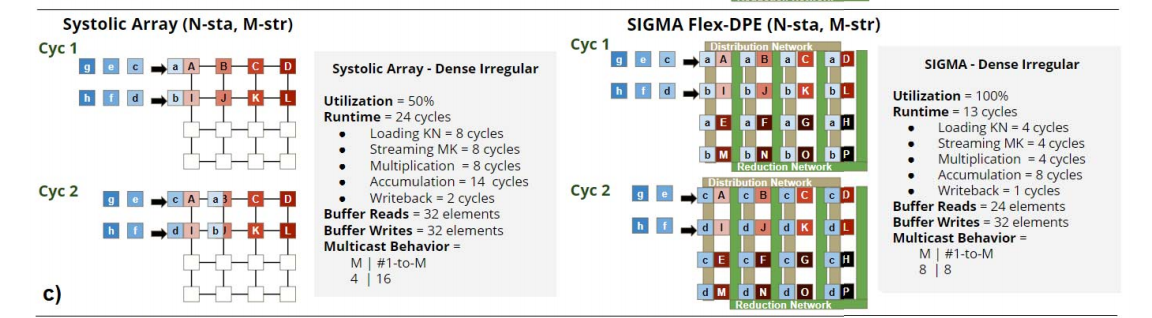 Reduction Network
Systolic Array (N-sta, M-str)
Cyc 1
g e c a A B C D
h f d b I J K L
Cyc 2
g e c A a B C D
h f d I b J K L
c)
Systolic Array - Dense Irregular
Utilization = 50%
Runtime = 24 cycles
● Loading KN = 8 cycles
● Streaming MK = 8 cycles
● Multiplication = 8 cycles
● Accumulation = 14 cycles
● Writeback = 2 cycles
Buffer Reads = 32 elements
Buffer Writes = 32 elements
Multicast Behavior =
M | #1-to-M
4 | 16
SIGMA Flex-DPE (N-sta, M-str)
Cyc 1
Distribution Network
g e c a A a B a C a D
h f d b I b J b K b L
a E a F a G a H
b M b N b O b P
Reduction Network
Cyc 2
Distribution Network
g e c A c B c C c D
h f d I d J d K d L
c E c F c G c H
d M d N d O d P
Reduction Network
SIGMA - Dense Irregular
Utilization = 100%
Runtime = 13 cycles
● Loading KN = 4 cycles
● Streaming MK = 4 cycles
● Multiplication = 4 cycles
● Accumulation = 8 cycles
● Writeback = 1 cycles
Buffer Reads = 24 elements
Buffer Writes = 32 elements
Multicast Behavior =
M | #1-to-M
8 | 8